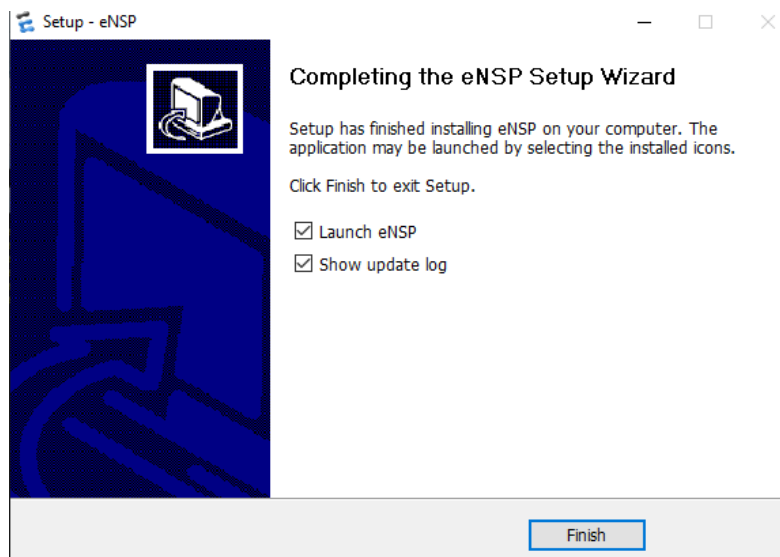 Setup - eNSP
Completing the eNSP Setup Wizard
Setup has finished installing eNSP on your computer. The
application may be launched by selecting the installed icons.
Click Finish to exit Setup.
Launch eNSP
Show update log
Finish